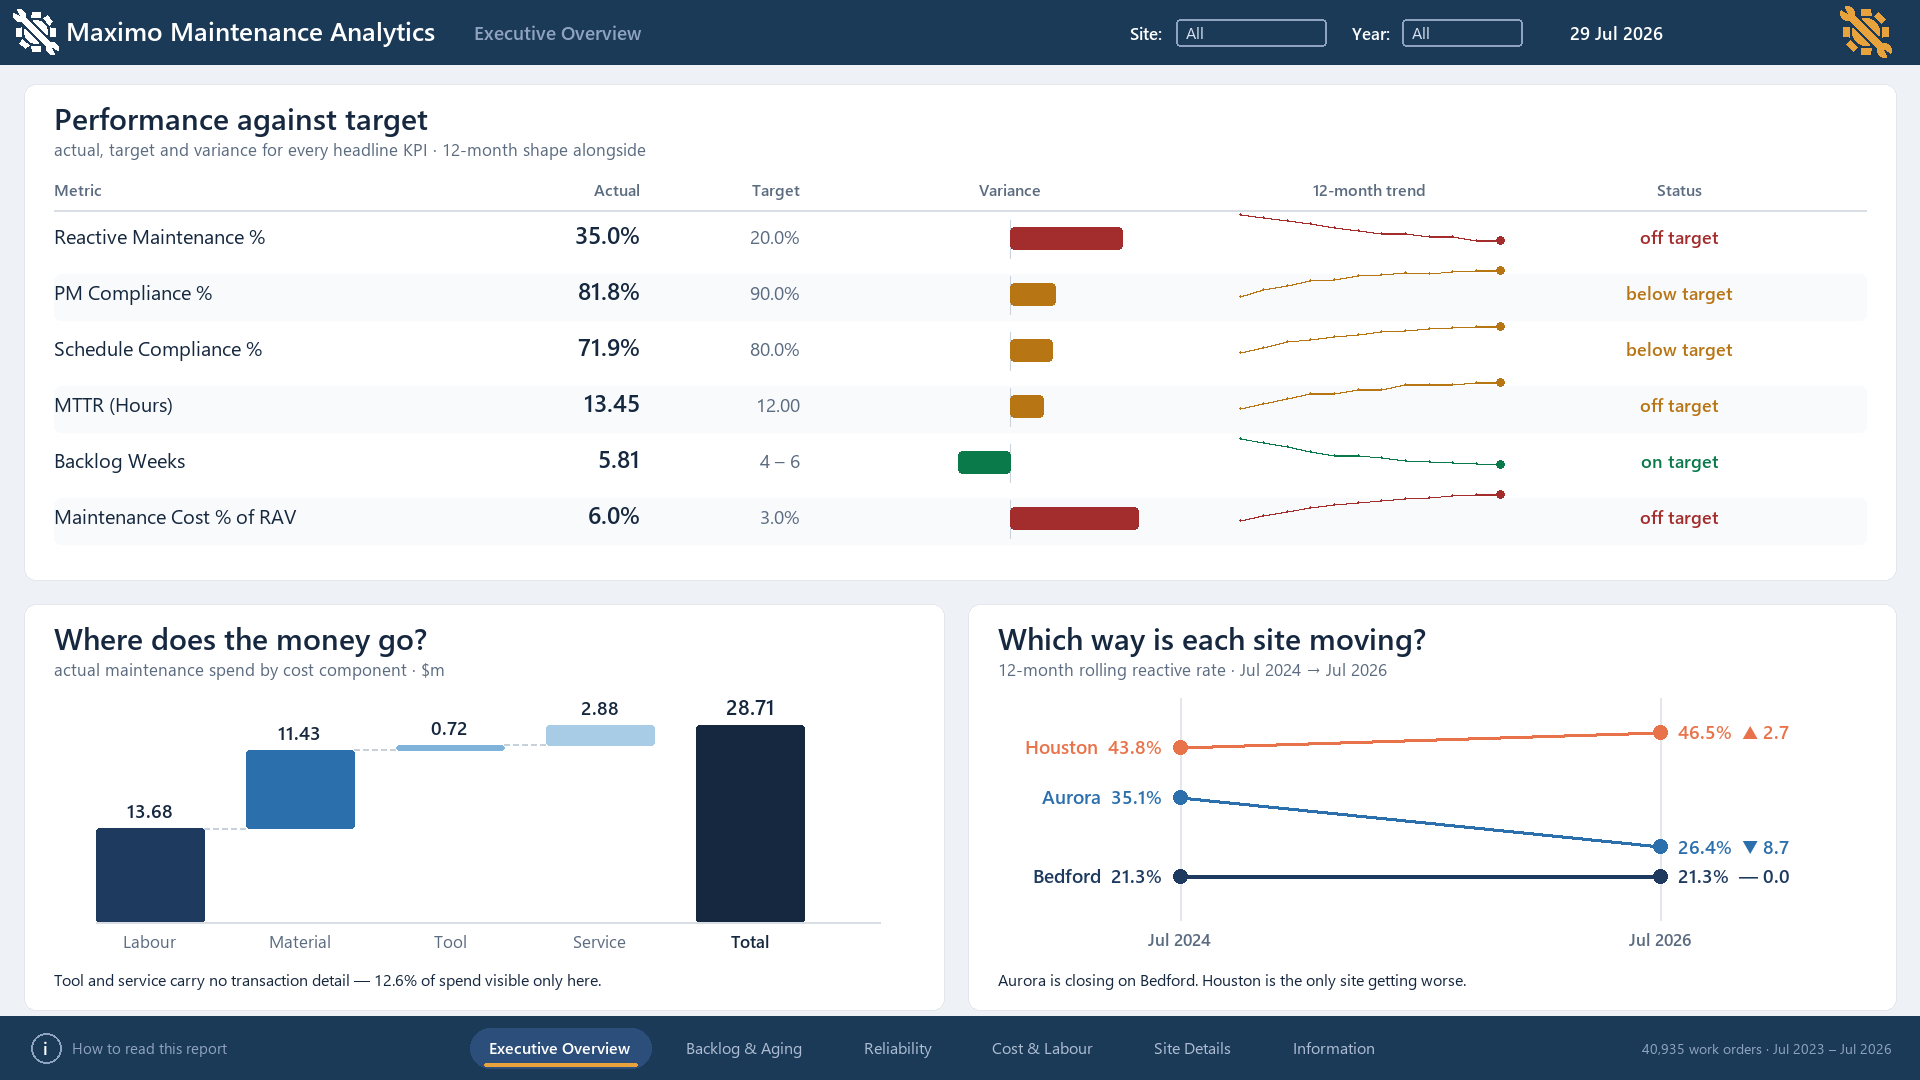 Maximo Maintenance Analytics
Executive Overview
Site: All
Year: All
29 Jul 2026
Performance against target
actual, target and variance for every headline KPI · 12-month shape alongside
Metric Actual Target Variance 12-month trend Status
Reactive Maintenance % 35.0% 20.0% off target
PM Compliance % 81.8% 90.0% below target
Schedule Compliance % 71.9% 80.0% below target
MTTR (Hours) 13.45 12.00 off target
Backlog Weeks 5.81 4 – 6 on target
Maintenance Cost % of RAV 6.0% 3.0% off target
Where does the money go?
actual maintenance spend by cost component · $m
13.68
11.43
0.72
2.88
28.71
Labour Material Tool Service Total
Tool and service carry no transaction detail — 12.6% of spend visible only here.
Which way is each site moving?
12-month rolling reactive rate · Jul 2024 → Jul 2026
Houston 43.8% 46.5% ▲ 2.7
Aurora 35.1% 26.4% ▼ 8.7
Bedford 21.3% 21.3% — 0.0
Jul 2024 Jul 2026
Aurora is closing on Bedford. Houston is the only site getting worse.
i How to read this report
Executive Overview
Backlog & Aging
Reliability
Cost & Labour
Site Details
Information
40,935 work orders · Jul 2023 – Jul 2026